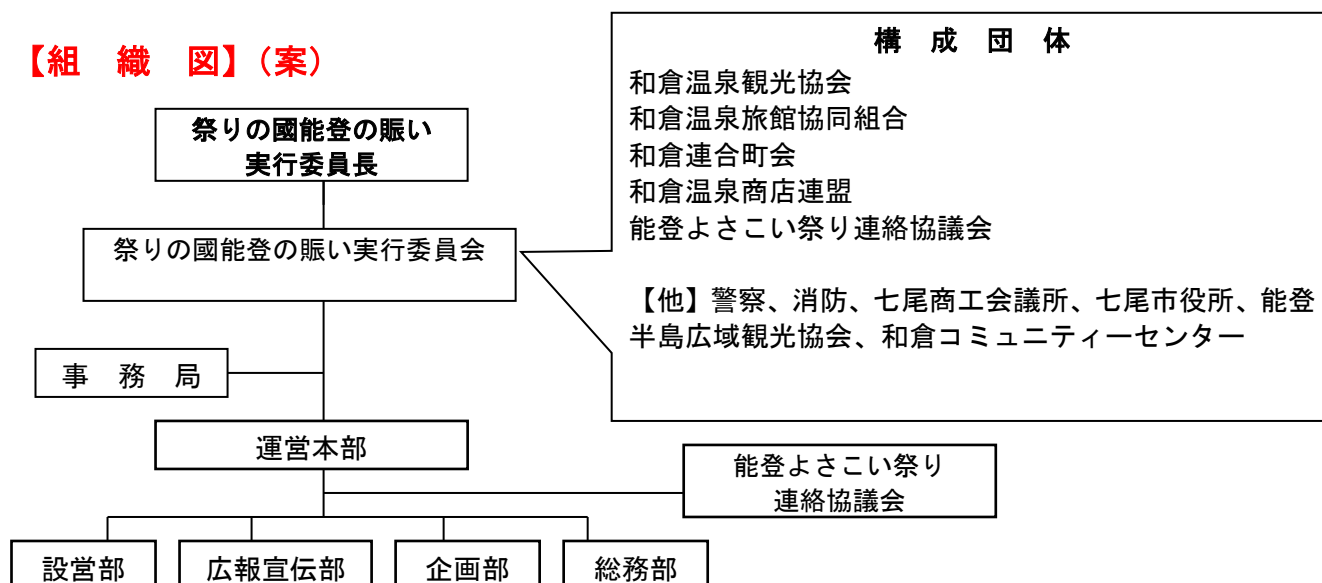 【組　織　図】（案）
祭りの國能登の賑い
実行委員長
祭りの國能登の賑い実行委員会
事　務　局
運営本部
能登よさこい祭り
連絡協議会
設営部
広報宣伝部
企画部
総務部
構　成　団　体
和倉温泉観光協会
和倉温泉旅館協同組合
和倉連合町会
和倉温泉商店連盟
能登よさこい祭り連絡協議会
【他】警察、消防、七尾商工会議所、七尾市役所、能登
半島広域観光協会、和倉コミュニティーセンター